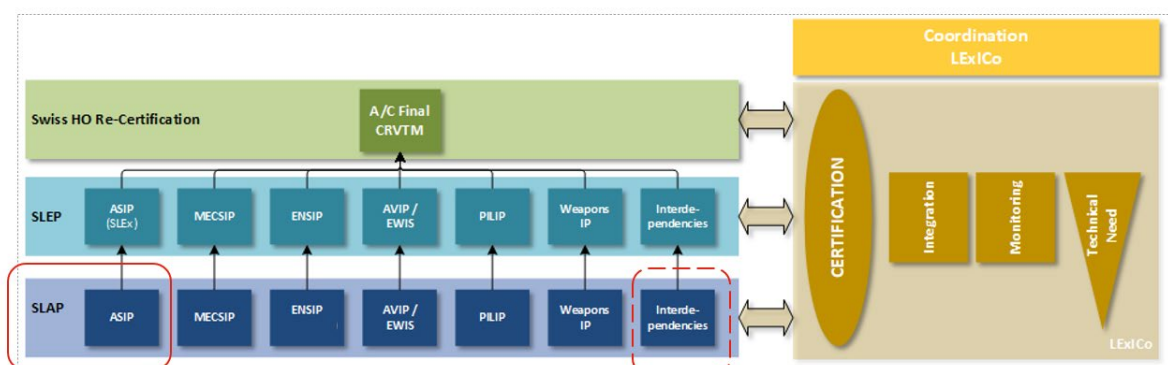 Coordination
LExICo
Swiss HO Re-Certification
A/C Final
CRVTM
SLEP
ASIP
(SLEx)
MECSIP
ENSIP
AVIP /
EWIS
PILIP
Weapons
IP
Interde-
pendencies
SLAP
ASIP
MECSIP
ENSIP
AVIP /
EWIS
PILIP
Weapons
IP
Interde-
pendencies
CERTIFICATION
Integration
Monitoring
Technical
Need
LExICo